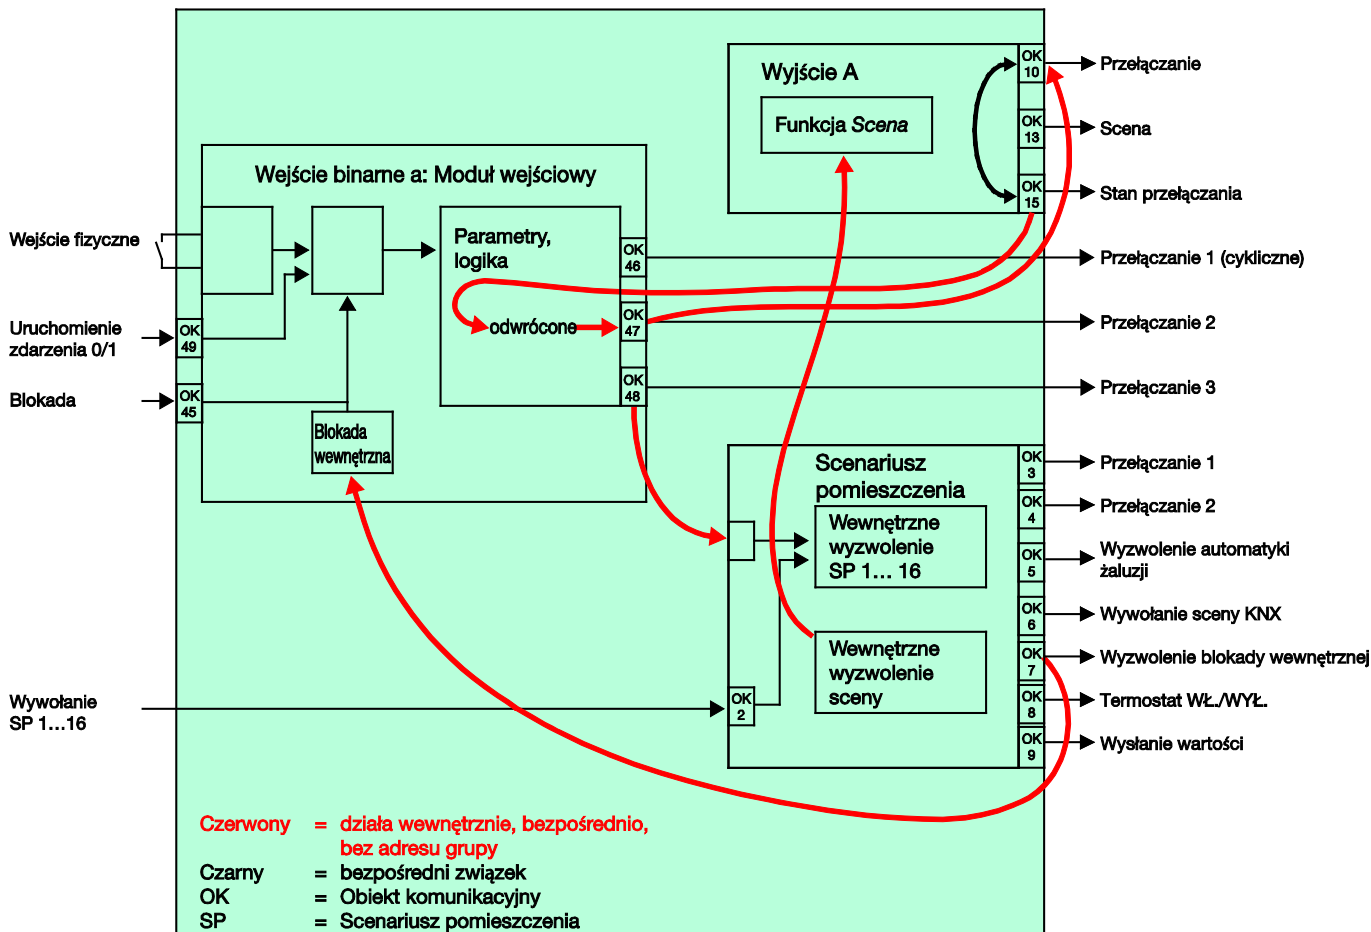 Wyjście A
Funkcja Scena
OK
10
Przełączanie
OK
13
Scena
OK
15
Stan przełączania
Wejście binarne a: Moduł wejściowy
Wejście fizyczne
Parametry,
logika
odwrócone
OK
46
Przełączanie 1 (cykliczne)
OK
47
Przełączanie 2
OK
48
Przełączanie 3
Uruchomienie
zdarzenia 0/1
OK
49
Blokada
OK
45
Blokada
wewnętrzna
Scenariusz
pomieszczenia
Wewnętrzne
wyzwolenie
SP 1... 16
Wewnętrzne
wyzwolenie
sceny
OK
3
Przełączanie 1
OK
4
Przełączanie 2
OK
5
Wyzwolenie automatyki
żaluzji
OK
6
Wywołanie sceny KNX
OK
7
Wyzwolenie blokady wewnętrznej
OK
8
Termostat WŁ./WYŁ.
OK
9
Wysłanie wartości
Wywołanie
SP 1...16
OK
2
Czerwony = działa wewnętrznie, bezpośrednio,
bez adresu grupy
Czarny = bezpośredni związek
OK = Obiekt komunikacyjny
SP = Scenariusz pomieszczenia